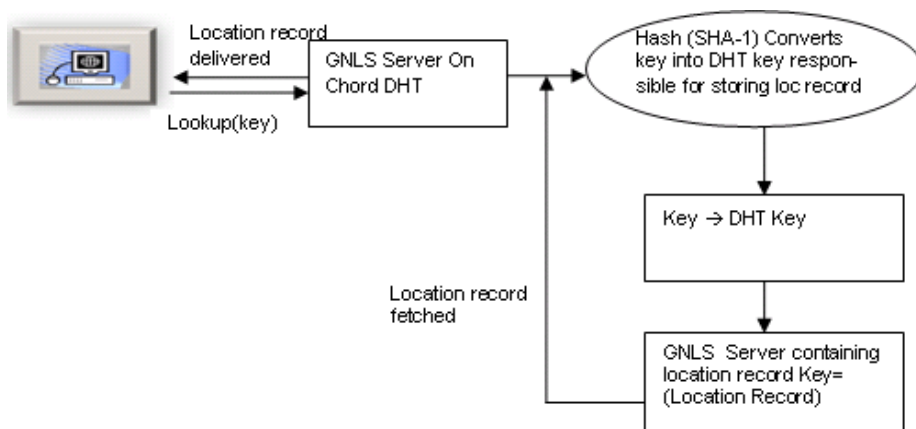 Location record
delivered
Lookup(key)
GNLS Server On
Chord DHT
Hash (SHA-1) Converts
key into DHT key respon-
sible for storing loc record
Key → DHT Key
Location record
fetched
GNLS Server containing
location record Key=
(Location Record)